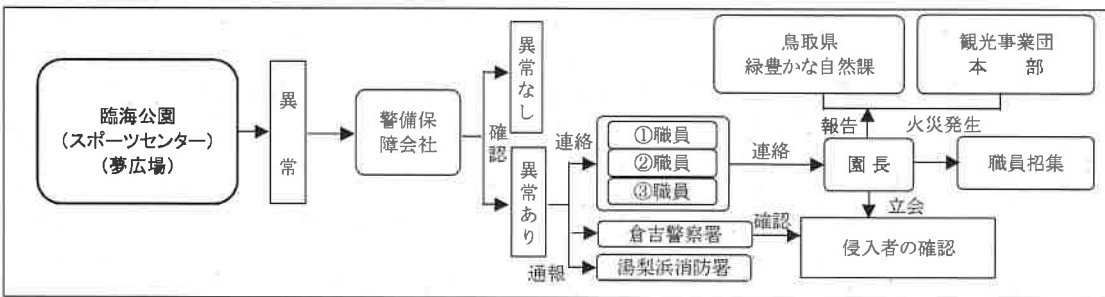 臨海公園
(スポーツセンター)
(夢広場)
異常
警備保
障会社
確認
異常なし
異常あり
連絡
通報
①職員
②職員
③職員
倉吉警察署
湯梨浜消防署
連絡
確認
鳥取県
緑豊かな自然課
観光事業団
本　　部
報告
火災発生
園長
職員招集
立会
侵入者の確認